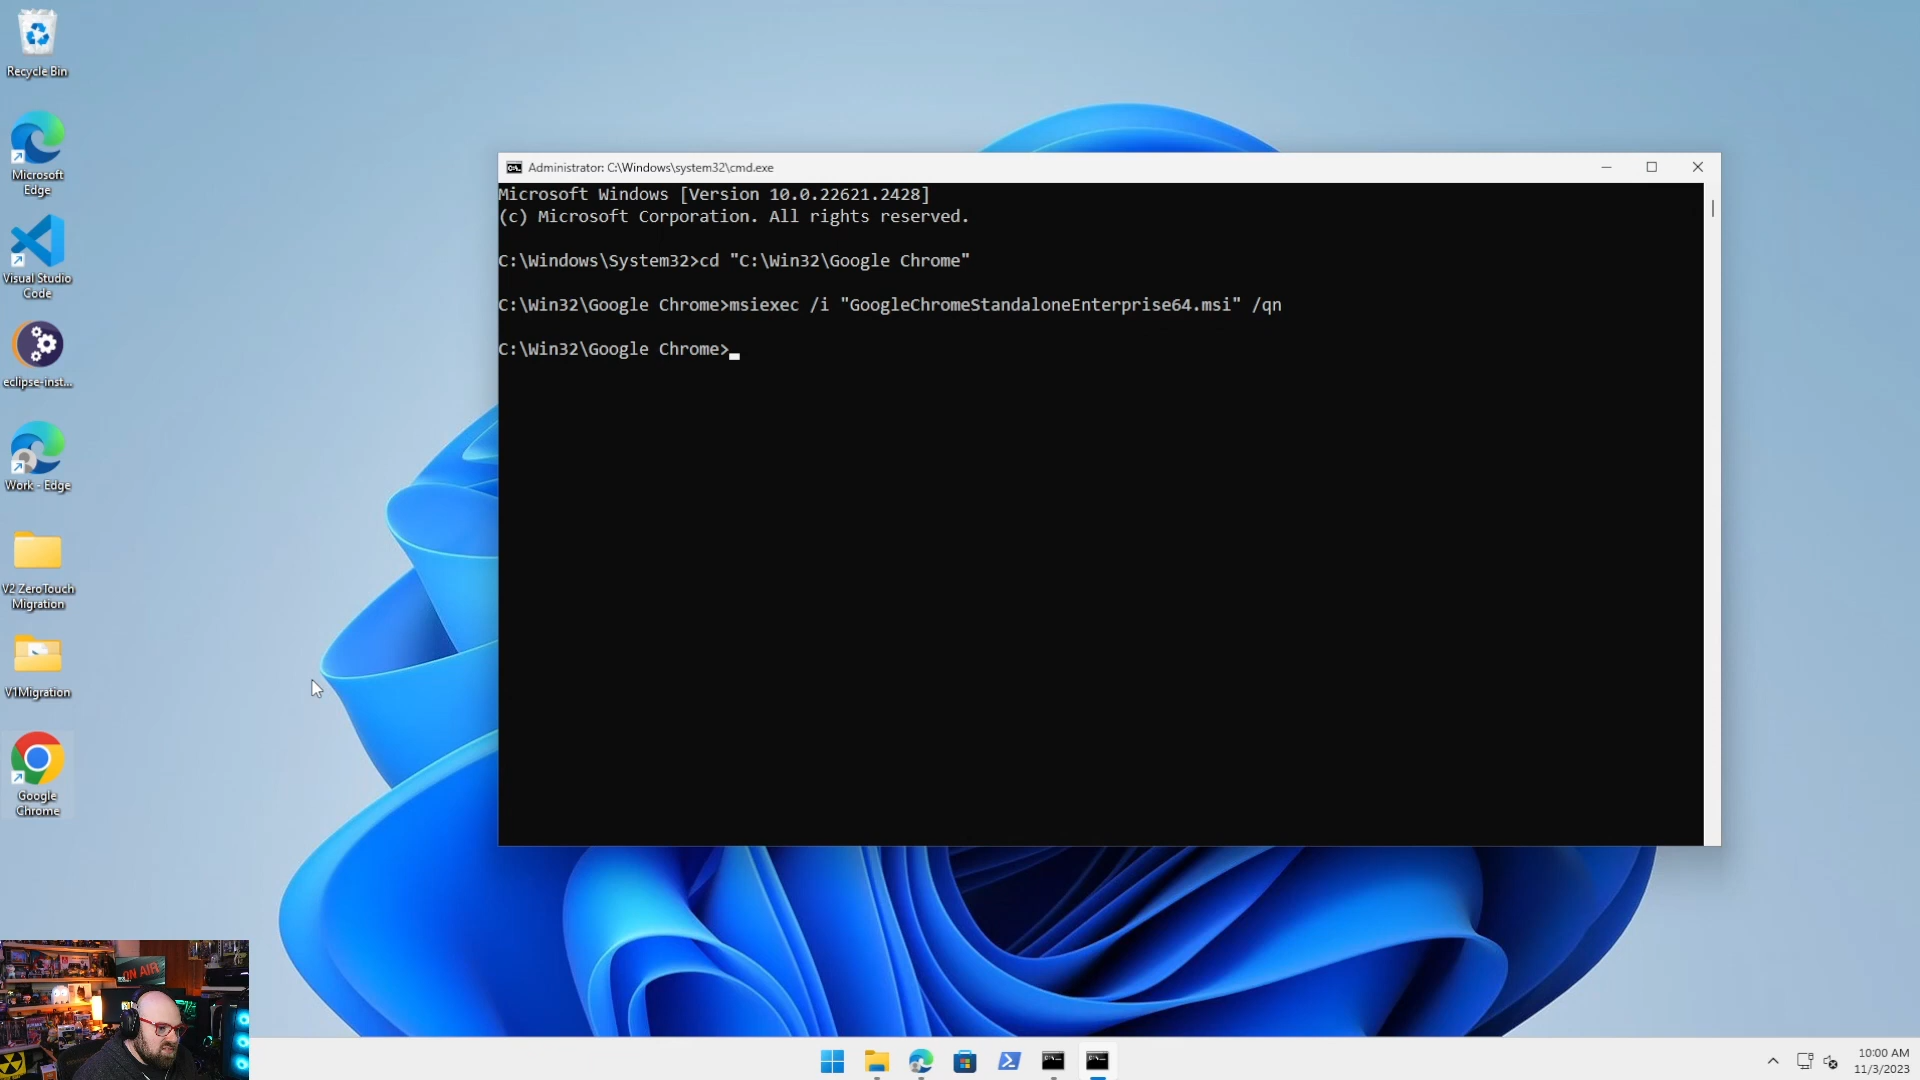 Recycle Bin
Microsoft
Edge
Visual Studio
Code
eclipse-inst...
Work - Edge
V2 ZeroTouch
Migration
V1Migration
Google
Chrome
Administrator: C:\Windows\system32\cmd.exe
Microsoft Windows [Version 10.0.22621.2428]
(c) Microsoft Corporation. All rights reserved.
C:\Windows\System32>cd "C:\Win32\Google Chrome"
C:\Win32\Google Chrome>msiexec /i "GoogleChromeStandaloneEnterprise64.msi" /qn
C:\Win32\Google Chrome>
ON AIR
10:00 AM
11/3/2023